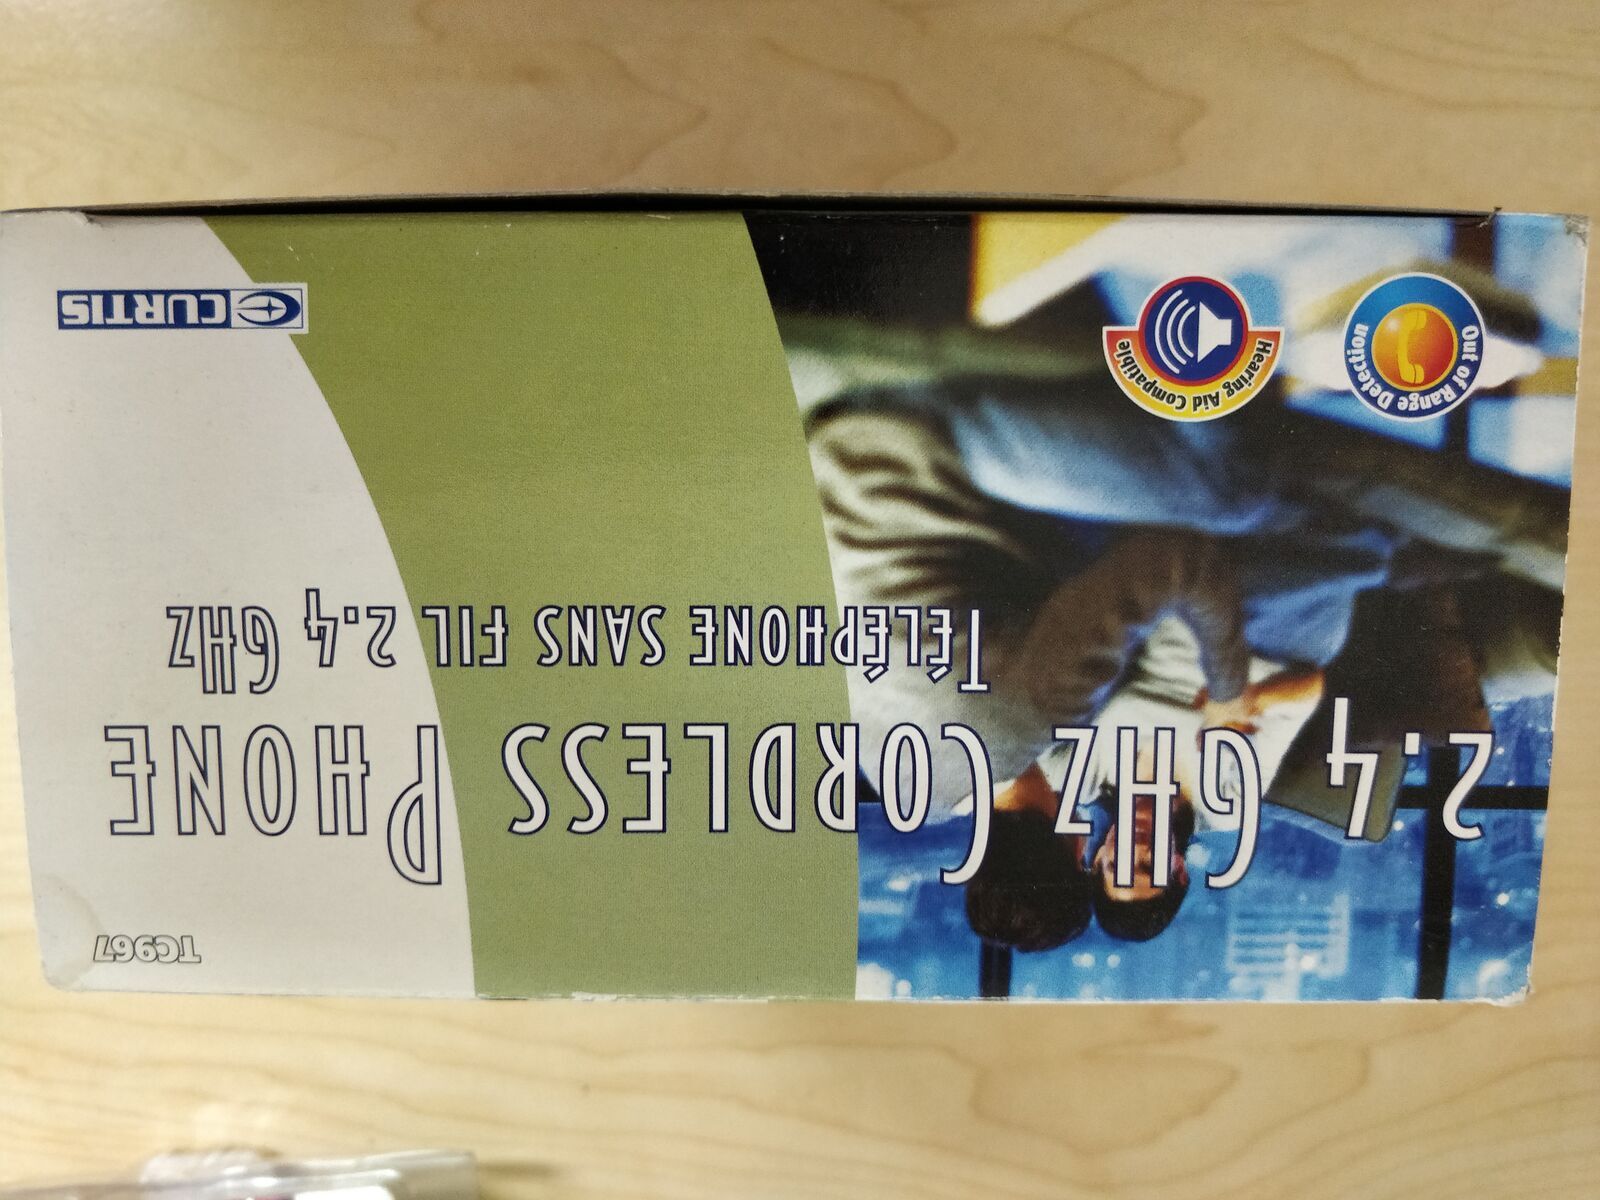 TC967
2.4 GHz CORDLESS PHONE
TÉLÉPHONE SANS FIL 2.4 GHz
Out of Range Detection
Hearing Aid Compatible
CURTIS